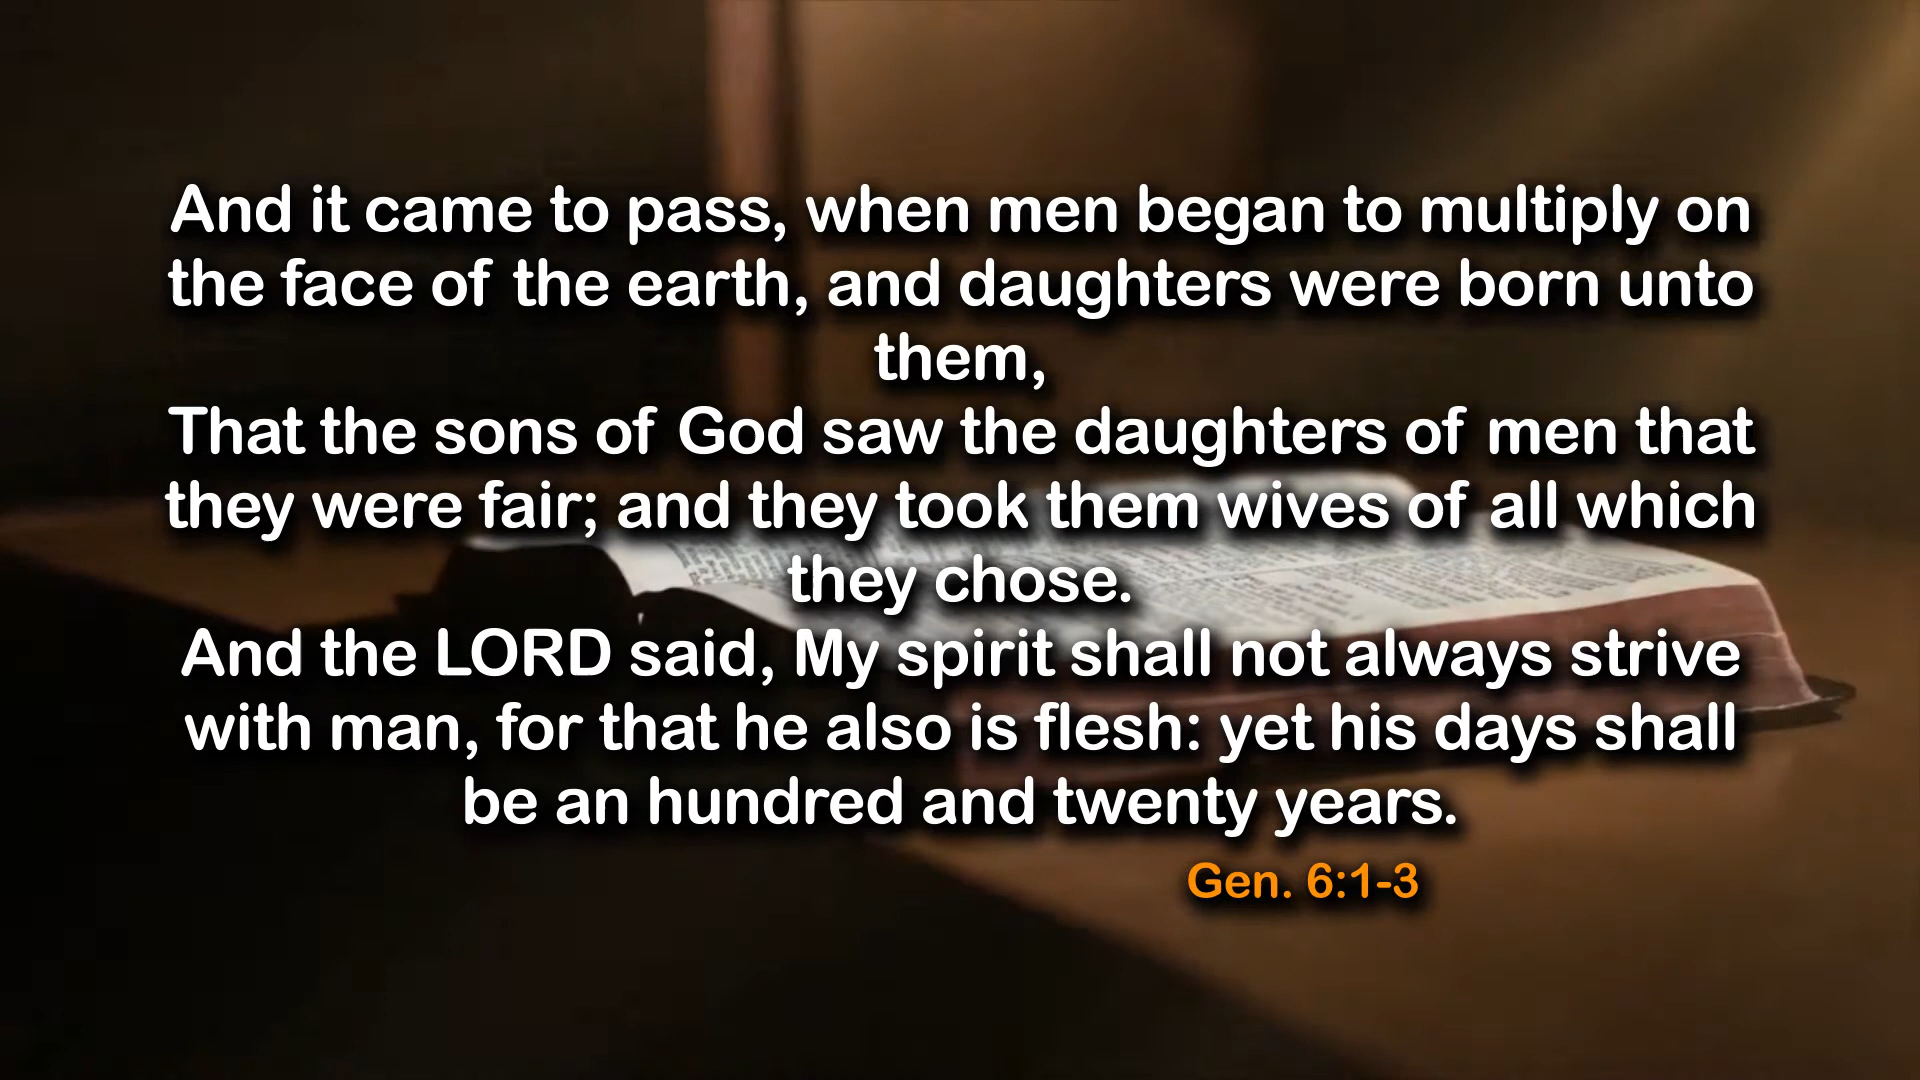 And it came to pass, when men began to multiply on
the face of the earth, and daughters were born unto
them,
That the sons of God saw the daughters of men that
they were fair; and they took them wives of all which
they chose.
And the LORD said, My spirit shall not always strive
with man, for that he also is flesh: yet his days shall
be an hundred and twenty years.
Gen. 6:1-3